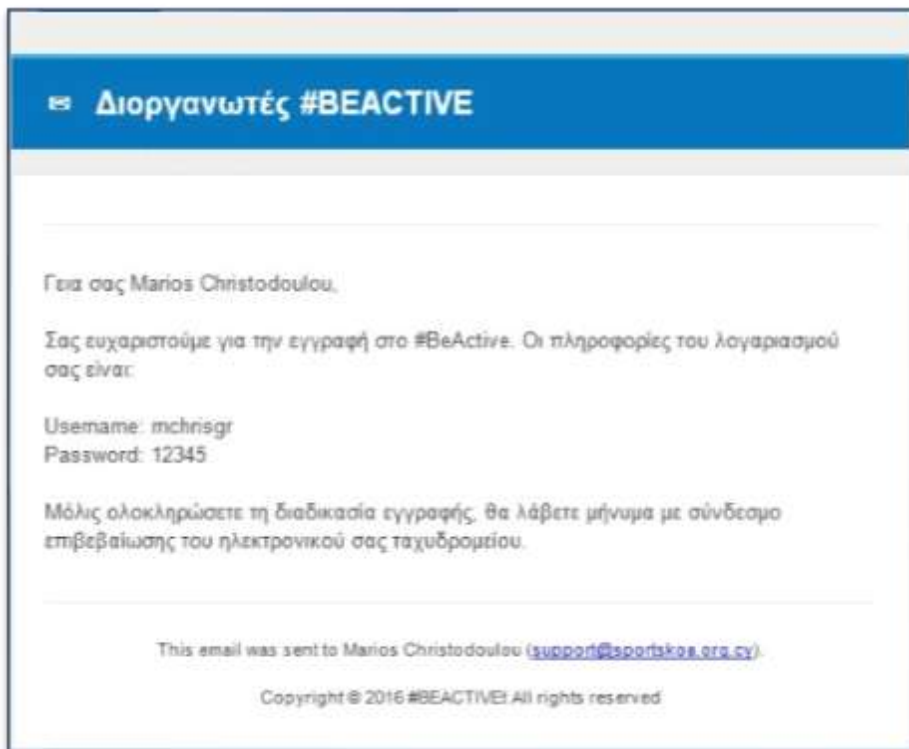 Διοργανωτές #BEACTIVE
Γεια σας Marios Christodoulou,
Σας ευχαριστούμε για την εγγραφή στο #BeActive. Οι πληροφορίες του λογαριασμού
σας είναι:
Username: mchrisgr
Password: 12345
Μόλις ολοκληρώσετε τη διαδικασία εγγραφής, θα λάβετε μήνυμα με σύνδεσμο
επιβεβαίωσης του ηλεκτρονικού σας ταχυδρομείου.
This email was sent to Marios Christodoulou (support@sportskoa.org.cy).
Copyright © 2016 #BEACTIVE! All rights reserved